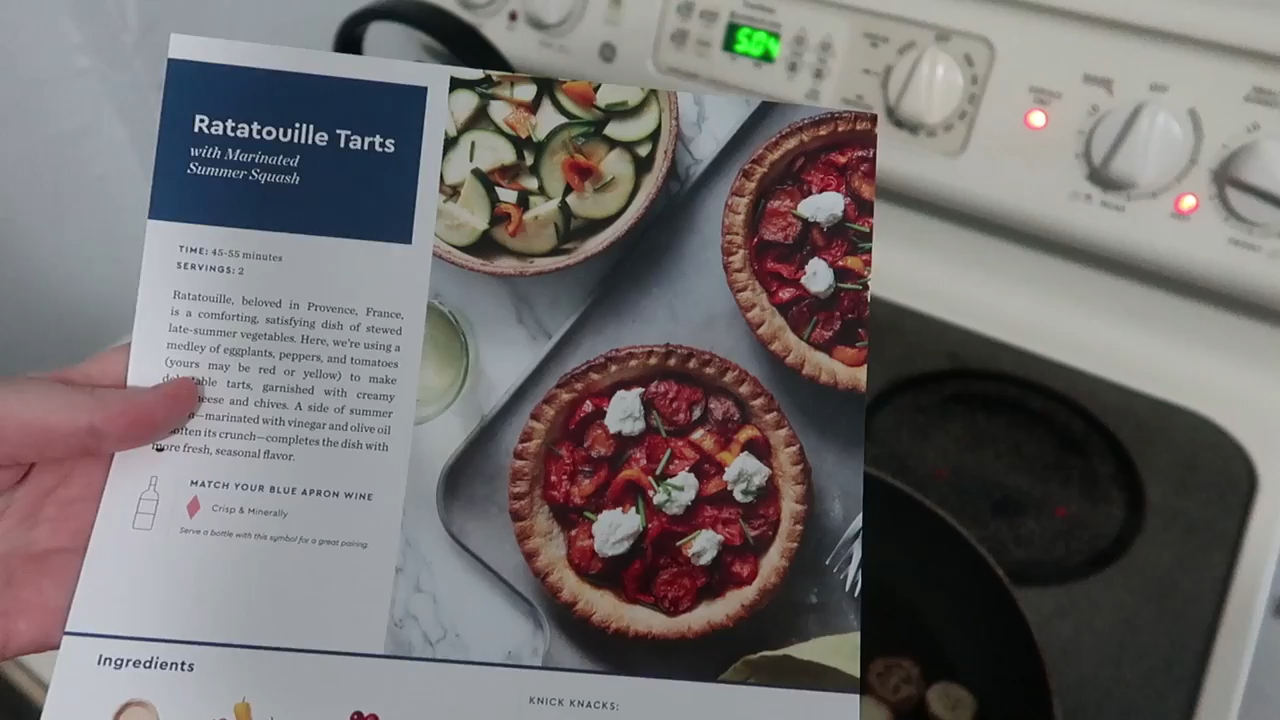 5:04
Ratatouille Tarts
with Marinated
Summer Squash
TIME: 45-55 minutes
SERVINGS: 2
Ratatouille, beloved in Provence, France,
is a comforting, satisfying dish of stewed
late-summer vegetables. Here, we're using a
medley of eggplants, peppers, and tomatoes
(yours may be red or yellow) to make
tarts, garnished with creamy
and chives. A side of summer
—marinated with vinegar and olive oil
its crunch—completes the dish with
more fresh, seasonal flavor.
MATCH YOUR BLUE APRON WINE
Crisp & Minerally
Serve a bottle with this symbol for a great pairing.
Ingredients
KNICK KNACKS: